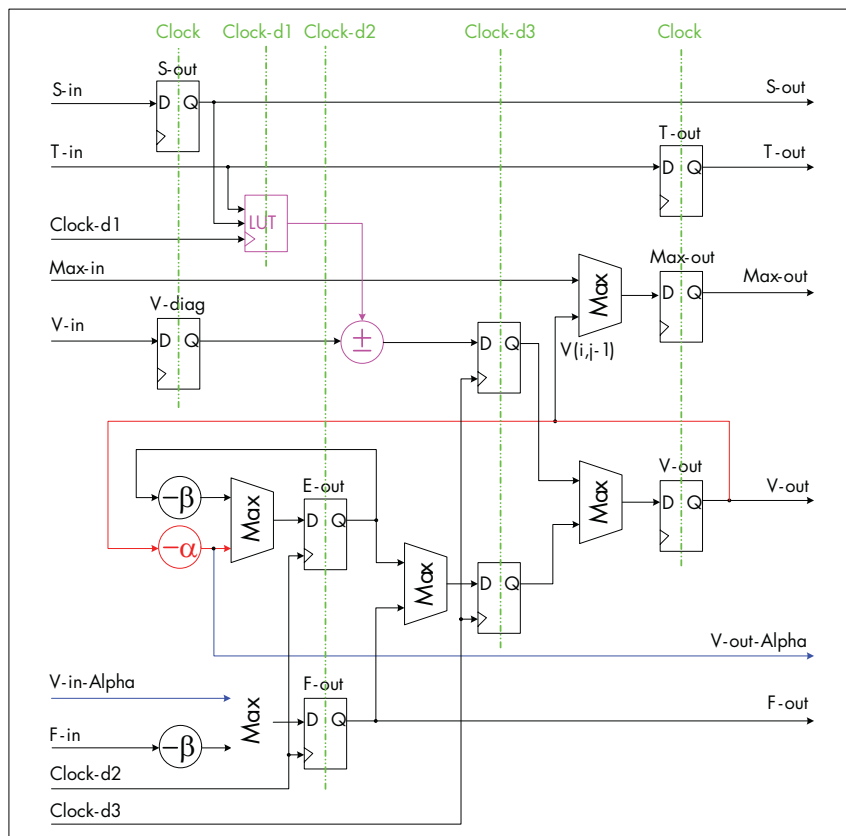 Clock Clock-d1 Clock-d2 Clock-d3 Clock
S-out
S-in D Q S-out
T-out
T-in D Q T-out
LUT
Clock-d1
Max-in Max Max-out D Q Max-out
V-diag
V-in D Q ± D Q V(i,j-1)
-β Max E-out D Q Max V-out D Q V-out
-α
Max D Q
V-out-Alpha
V-in-Alpha F-out
Max D Q F-out
F-in -β
Clock-d2
Clock-d3